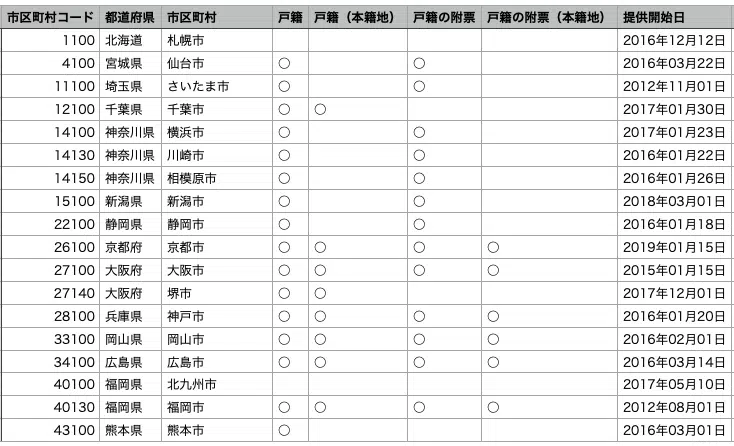 市区町村コード 都道府県 市区町村 戸籍 戸籍（本籍地） 戸籍の附票 戸籍の附票（本籍地） 提供開始日
1100 北海道 札幌市 2016年12月12日
4100 宮城県 仙台市 ○ ○ 2016年03月22日
11100 埼玉県 さいたま市 ○ ○ 2012年11月01日
12100 千葉県 千葉市 ○ ○ 2017年01月30日
14100 神奈川県 横浜市 ○ ○ 2017年01月23日
14130 神奈川県 川崎市 ○ ○ 2016年01月22日
14150 神奈川県 相模原市 ○ ○ 2016年01月26日
15100 新潟県 新潟市 ○ ○ 2018年03月01日
22100 静岡県 静岡市 ○ ○ 2016年01月18日
26100 京都府 京都市 ○ ○ ○ ○ 2019年01月15日
27100 大阪府 大阪市 ○ ○ ○ ○ 2015年01月15日
27140 大阪府 堺市 ○ ○ 2017年12月01日
28100 兵庫県 神戸市 ○ ○ ○ ○ 2016年01月20日
33100 岡山県 岡山市 ○ ○ ○ ○ 2016年02月01日
34100 広島県 広島市 ○ ○ ○ ○ 2016年03月14日
40100 福岡県 北九州市 2017年05月10日
40130 福岡県 福岡市 ○ ○ ○ ○ 2012年08月01日
43100 熊本県 熊本市 ○ 2016年03月01日